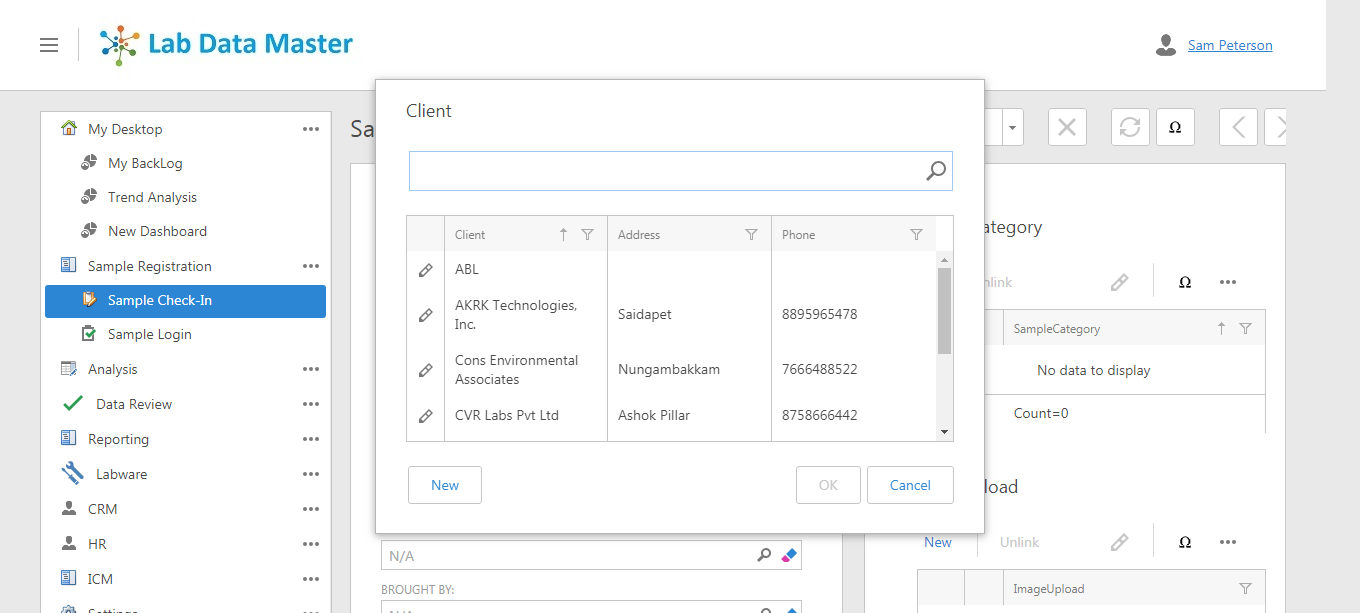 Lab Data Master
Sam Peterson
My Desktop
My BackLog
Trend Analysis
New Dashboard
Sample Registration
Sample Check-In
Sample Login
Analysis
Data Review
Reporting
Labware
CRM
HR
ICM
Sa
Client
Client Address Phone
ABL
AKRK Technologies,
Inc. Saidapet 8895965478
Cons Environmental
Associates Nungambakkam 7666488522
CVR Labs Pvt Ltd Ashok Pillar 8758666442
New OK Cancel
N/A
BROUGHT BY:
Ω
ategory
nlink Ω
SampleCategory
No data to display
Count=0
load
New Unlink Ω
ImageUpload